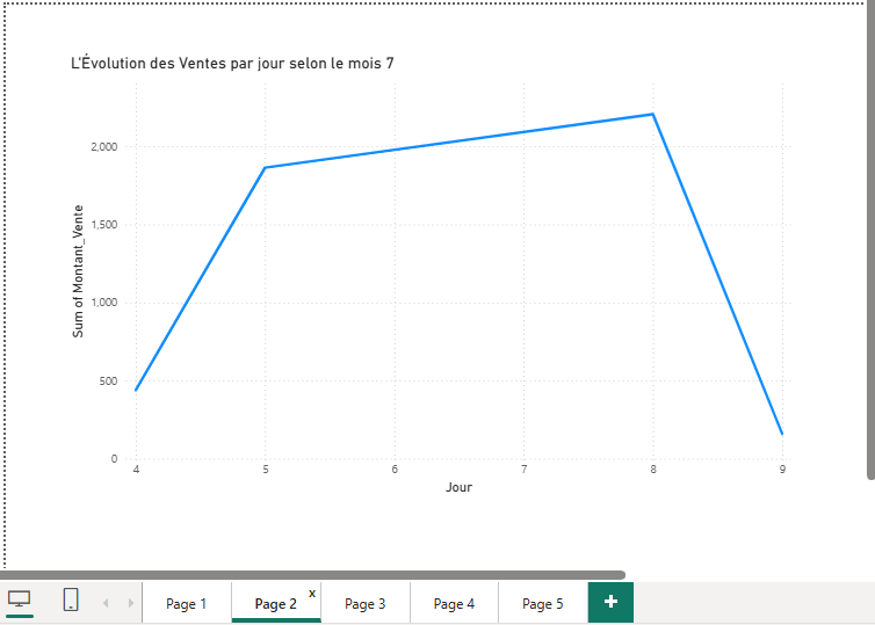 L'Évolution des Ventes par jour selon le mois 7
Sum of Montant_Vente
2,000
1,500
1,000
500
0
4 5 6 7 8 9
Jour
Page 1 Page 2 x Page 3 Page 4 Page 5 +